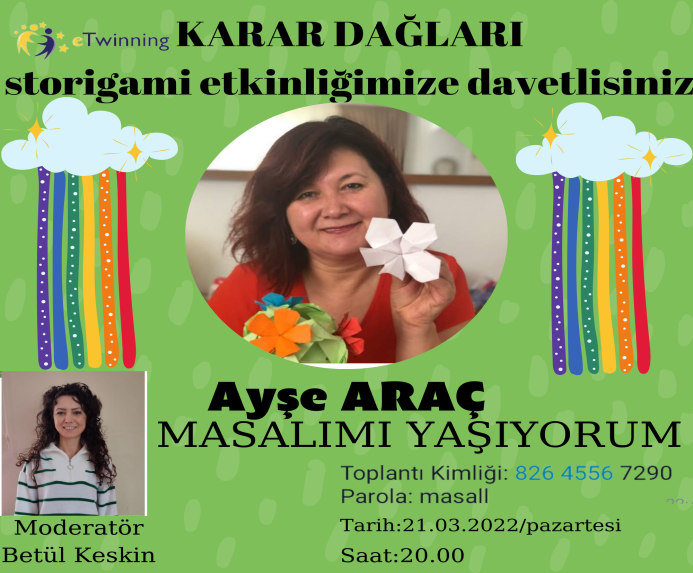 eTwinning KARAR DAĞLARI
storigami etkinliğimize davetlisiniz
Ayşe ARAÇ
MASALIMI YAŞIYORUM
Toplantı Kimliği: 826 4556 7290
Parola: masall
Moderatör
Betül Keskin
Tarih:21.03.2022/pazartesi
Saat:20.00